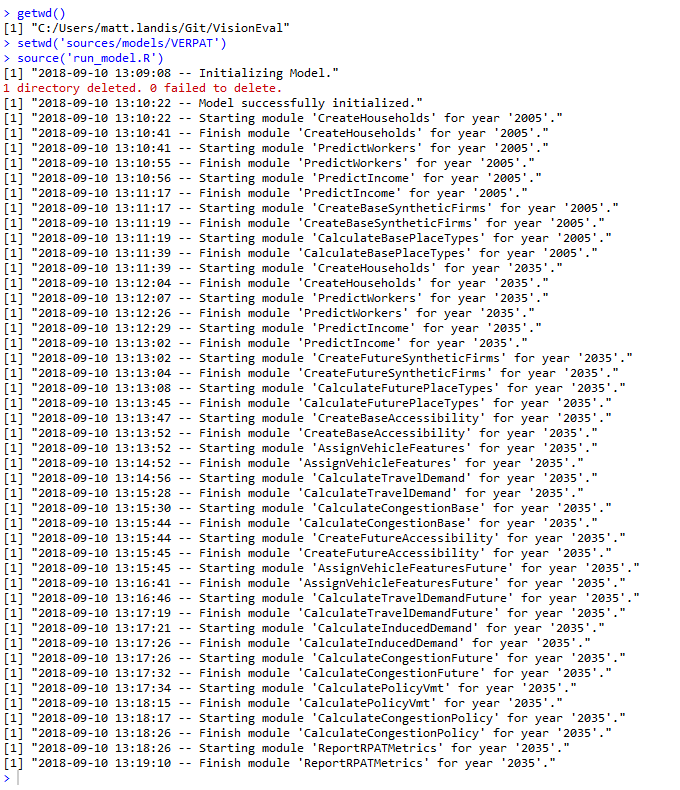 > getwd()
[1] "C:/Users/matt.landis/Git/VisionEval"
> setwd('sources/models/VERPAT')
> source('run_model.R')
[1] "2018-09-10 13:09:08 -- Initializing Model."
1 directory deleted. 0 failed to delete.
[1] "2018-09-10 13:10:22 -- Model successfully initialized."
[1] "2018-09-10 13:10:22 -- Starting module 'CreateHouseholds' for year '2005'."
[1] "2018-09-10 13:10:41 -- Finish module 'CreateHouseholds' for year '2005'."
[1] "2018-09-10 13:10:41 -- Starting module 'PredictWorkers' for year '2005'."
[1] "2018-09-10 13:10:55 -- Finish module 'PredictWorkers' for year '2005'."
[1] "2018-09-10 13:10:56 -- Starting module 'PredictIncome' for year '2005'."
[1] "2018-09-10 13:11:17 -- Finish module 'PredictIncome' for year '2005'."
[1] "2018-09-10 13:11:17 -- Starting module 'CreateBaseSyntheticFirms' for year '2005'."
[1] "2018-09-10 13:11:19 -- Finish module 'CreateBaseSyntheticFirms' for year '2005'."
[1] "2018-09-10 13:11:19 -- Starting module 'CalculateBasePlaceTypes' for year '2005'."
[1] "2018-09-10 13:11:39 -- Finish module 'CalculateBasePlaceTypes' for year '2005'."
[1] "2018-09-10 13:11:39 -- Starting module 'CreateHouseholds' for year '2035'."
[1] "2018-09-10 13:12:04 -- Finish module 'CreateHouseholds' for year '2035'."
[1] "2018-09-10 13:12:07 -- Starting module 'PredictWorkers' for year '2035'."
[1] "2018-09-10 13:12:26 -- Finish module 'PredictWorkers' for year '2035'."
[1] "2018-09-10 13:12:29 -- Starting module 'PredictIncome' for year '2035'."
[1] "2018-09-10 13:13:02 -- Finish module 'PredictIncome' for year '2035'."
[1] "2018-09-10 13:13:02 -- Starting module 'CreateFutureSyntheticFirms' for year '2035'."
[1] "2018-09-10 13:13:04 -- Finish module 'CreateFutureSyntheticFirms' for year '2035'."
[1] "2018-09-10 13:13:08 -- Starting module 'CalculateFuturePlaceTypes' for year '2035'."
[1] "2018-09-10 13:13:45 -- Finish module 'CalculateFuturePlaceTypes' for year '2035'."
[1] "2018-09-10 13:13:47 -- Starting module 'CreateBaseAccessibility' for year '2035'."
[1] "2018-09-10 13:13:52 -- Finish module 'CreateBaseAccessibility' for year '2035'."
[1] "2018-09-10 13:13:52 -- Starting module 'AssignVehicleFeatures' for year '2035'."
[1] "2018-09-10 13:14:52 -- Finish module 'AssignVehicleFeatures' for year '2035'."
[1] "2018-09-10 13:14:56 -- Starting module 'CalculateTravelDemand' for year '2035'."
[1] "2018-09-10 13:15:28 -- Finish module 'CalculateTravelDemand' for year '2035'."
[1] "2018-09-10 13:15:30 -- Starting module 'CalculateCongestionBase' for year '2035'."
[1] "2018-09-10 13:15:44 -- Finish module 'CalculateCongestionBase' for year '2035'."
[1] "2018-09-10 13:15:44 -- Starting module 'CreateFutureAccessibility' for year '2035'."
[1] "2018-09-10 13:15:45 -- Finish module 'CreateFutureAccessibility' for year '2035'."
[1] "2018-09-10 13:15:45 -- Starting module 'AssignVehicleFeaturesFuture' for year '2035'."
[1] "2018-09-10 13:16:41 -- Finish module 'AssignVehicleFeaturesFuture' for year '2035'."
[1] "2018-09-10 13:16:46 -- Starting module 'CalculateTravelDemandFuture' for year '2035'."
[1] "2018-09-10 13:17:19 -- Finish module 'CalculateTravelDemandFuture' for year '2035'."
[1] "2018-09-10 13:17:21 -- Starting module 'CalculateInducedDemand' for year '2035'."
[1] "2018-09-10 13:17:26 -- Finish module 'CalculateInducedDemand' for year '2035'."
[1] "2018-09-10 13:17:26 -- Starting module 'CalculateCongestionFuture' for year '2035'."
[1] "2018-09-10 13:17:32 -- Finish module 'CalculateCongestionFuture' for year '2035'."
[1] "2018-09-10 13:17:34 -- Starting module 'CalculatePolicyVmt' for year '2035'."
[1] "2018-09-10 13:18:15 -- Finish module 'CalculatePolicyVmt' for year '2035'."
[1] "2018-09-10 13:18:17 -- Starting module 'CalculateCongestionPolicy' for year '2035'."
[1] "2018-09-10 13:18:26 -- Finish module 'CalculateCongestionPolicy' for year '2035'."
[1] "2018-09-10 13:18:26 -- Starting module 'ReportRPATMetrics' for year '2035'."
[1] "2018-09-10 13:19:10 -- Finish module 'ReportRPATMetrics' for year '2035'."
>